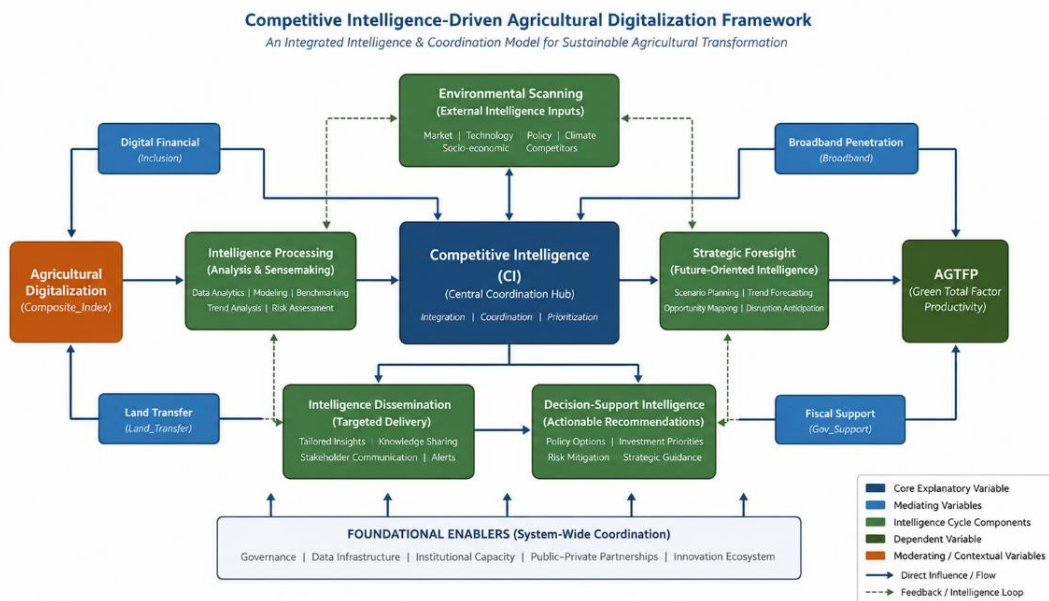 Competitive Intelligence-Driven Agricultural Digitalization Framework
An Integrated Intelligence & Coordination Model for Sustainable Agricultural Transformation
Environmental Scanning
(External Intelligence Inputs)
Market | Technology | Policy | Climate
Socio-economic Competitors
Digital Financial
(Inclusion)
Broadband Penetration
(Broadband)
Agricultural
Digitalization
(Composite_Index)
Intelligence Processing
(Analysis & Sensemaking)
Data Analytics | Modeling | Benchmarking
Trend Analysis | Risk Assessment
Competitive Intelligence
(CI)
(Central Coordination Hub)
Integration | Coordination | Prioritization
Strategic Foresight
(Future-Oriented Intelligence)
Scenario Planning | Trend Forecasting
Opportunity Mapping | Disruption Anticipation
AGTFP
(Green Total Factor
Productivity)
Land Transfer
(Land_Transfer)
Intelligence Dissemination
(Targeted Delivery)
Tailored Insights | Knowledge Sharing
Stakeholder Communication | Alerts
Decision-Support Intelligence
(Actionable Recommendations)
Policy Options | Investment Priorities
Risk Mitigation Strategic Guidance
Fiscal Support
(Gov_Support)
FOUNDATIONAL ENABLERS (System-Wide Coordination)
Governance | Data Infrastructure | Institutional Capacity | Public–Private Partnerships | Innovation Ecosystem
Core Explanatory Variable
Mediating Variables
Intelligence Cycle Components
Dependent Variable
Moderating / Contextual Variables
Direct Influence / Flow
Feedback / Intelligence Loop